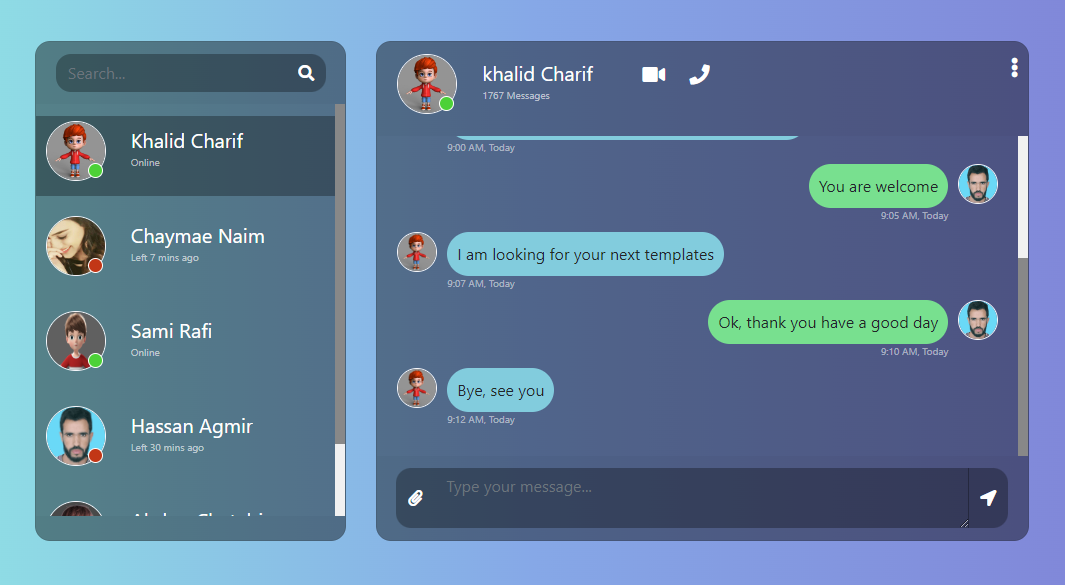 Search...
Khalid Charif
Online
Chaymae Naim
Left 7 mins ago
Sami Rafi
Online
Hassan Agmir
Left 30 mins ago
khalid Charif
1767 Messages
9:00 AM, Today
You are welcome
9:05 AM, Today
I am looking for your next templates
9:07 AM, Today
Ok, thank you have a good day
9:10 AM, Today
Bye, see you
9:12 AM, Today
Type your message...